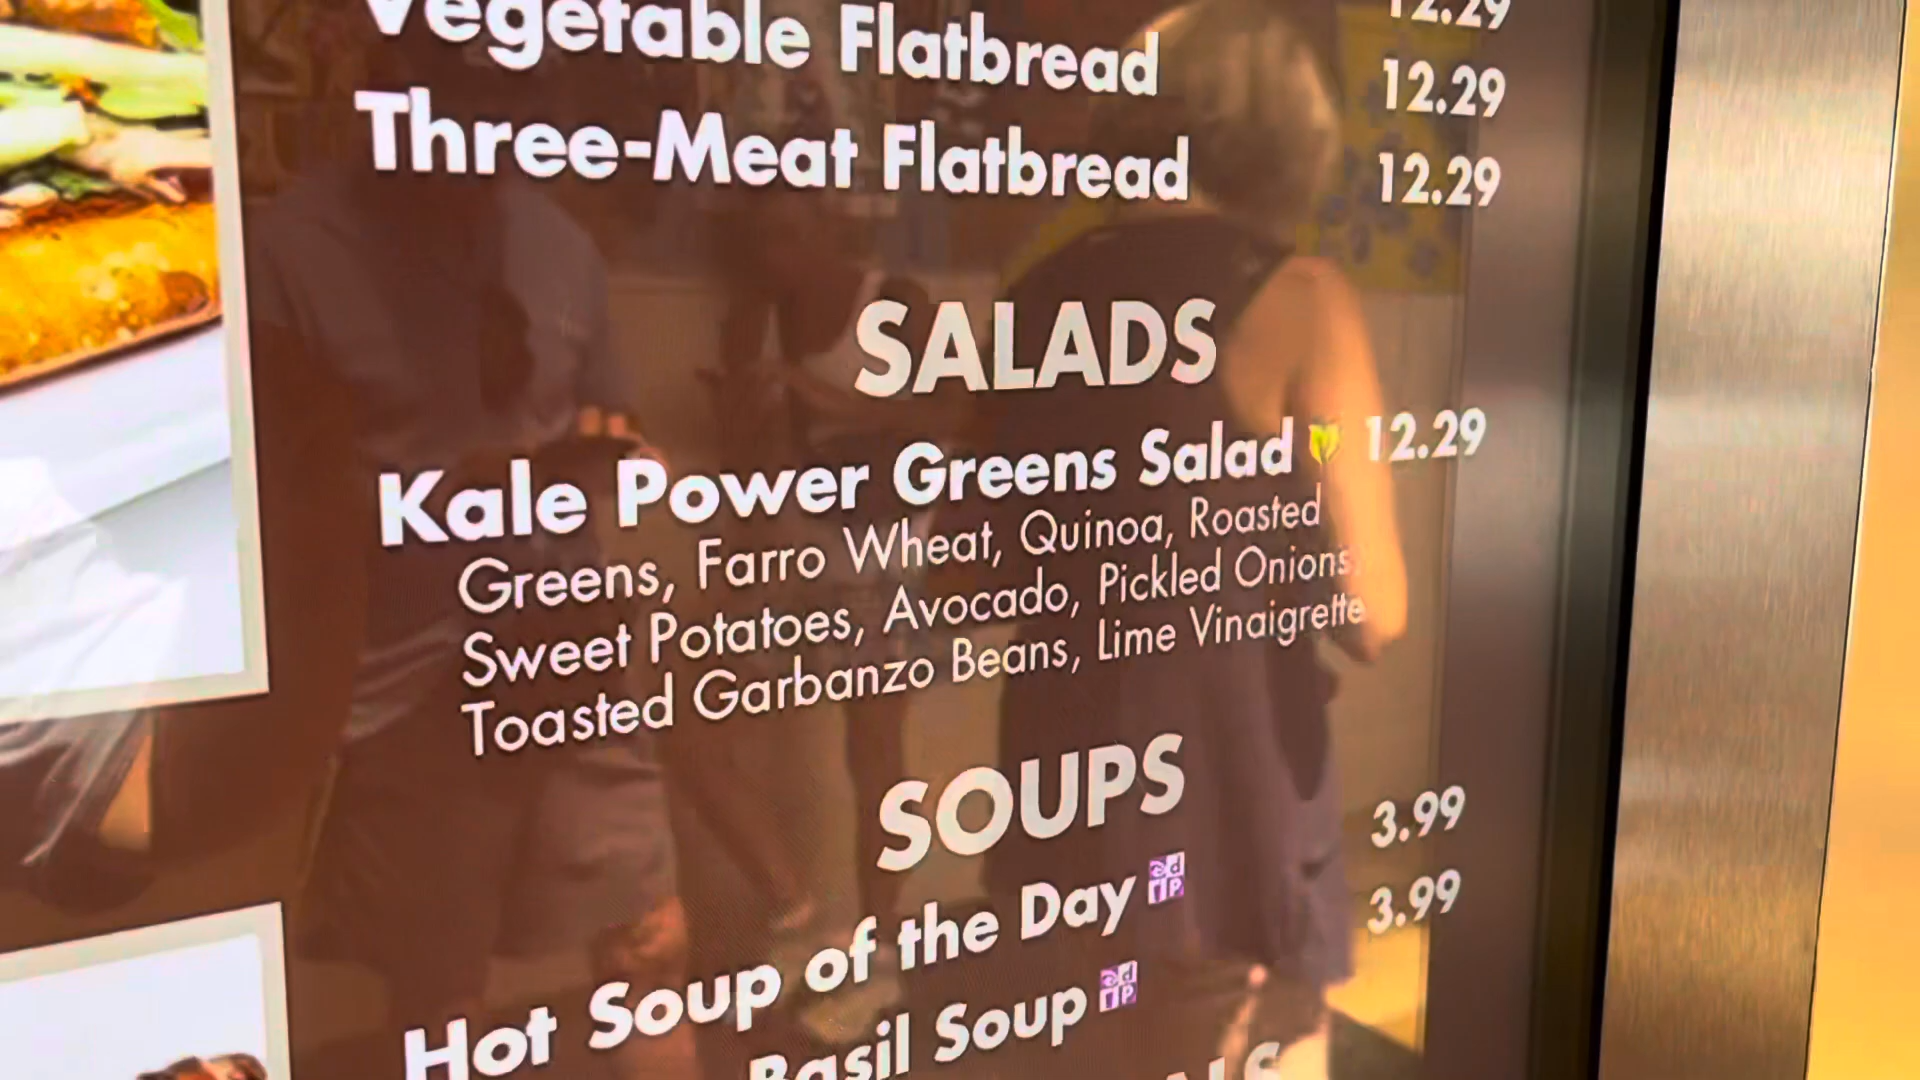 12.29
Vegetable Flatbread 12.29
Three-Meat Flatbread 12.29
SALADS
Kale Power Greens Salad 12.29
Greens, Farro Wheat, Quinoa, Roasted
Sweet Potatoes, Avocado, Pickled Onions,
Toasted Garbanzo Beans, Lime Vinaigrette
SOUPS
Hot Soup of the Day 3.99
Basil Soup 3.99